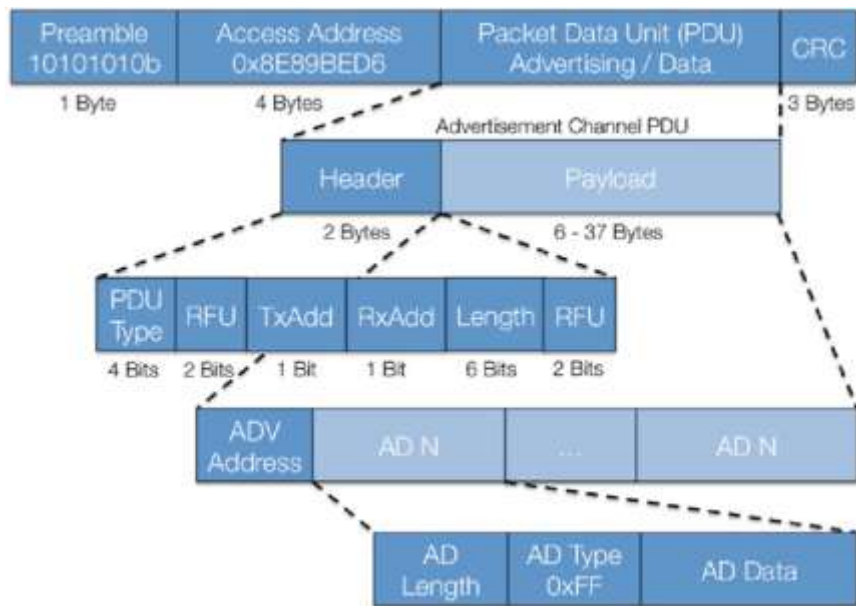 Preamble
10101010b
Access Address
0x8E89BED6
Packet Data Unit (PDU)
Advertising / Data
CRC
1 Byte
4 Bytes
3 Bytes
Advertisement Channel PDU
Header
Payload
2 Bytes
6 - 37 Bytes
PDU
Type
RFU
TxAdd
RxAdd
Length
RFU
4 Bits
2 Bits
1 Bit
1 Bit
6 Bits
2 Bits
ADV
Address
AD N
...
AD N
AD
Length
AD Type
0xFF
AD Data